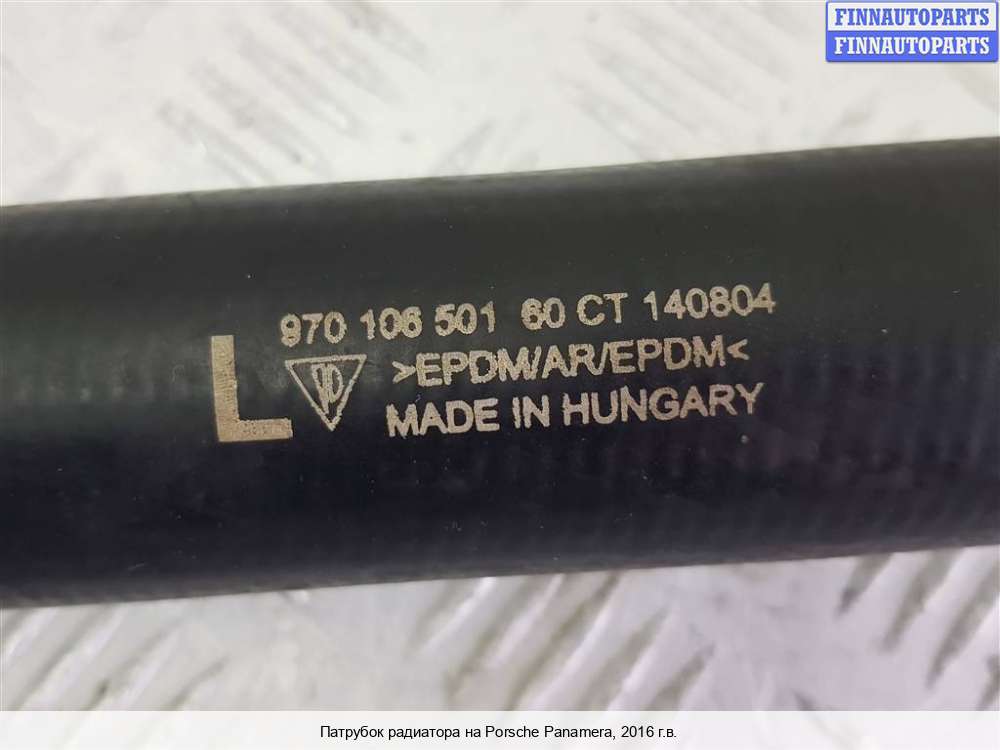 FINNAUTOPARTS
FINNAUTOPARTS
970 106 501 60 CT 140804
L
>EPDM/AR/EPDM<
MADE IN HUNGARY
Патрубок радиатора на Porsche Panamera, 2016 г.в.